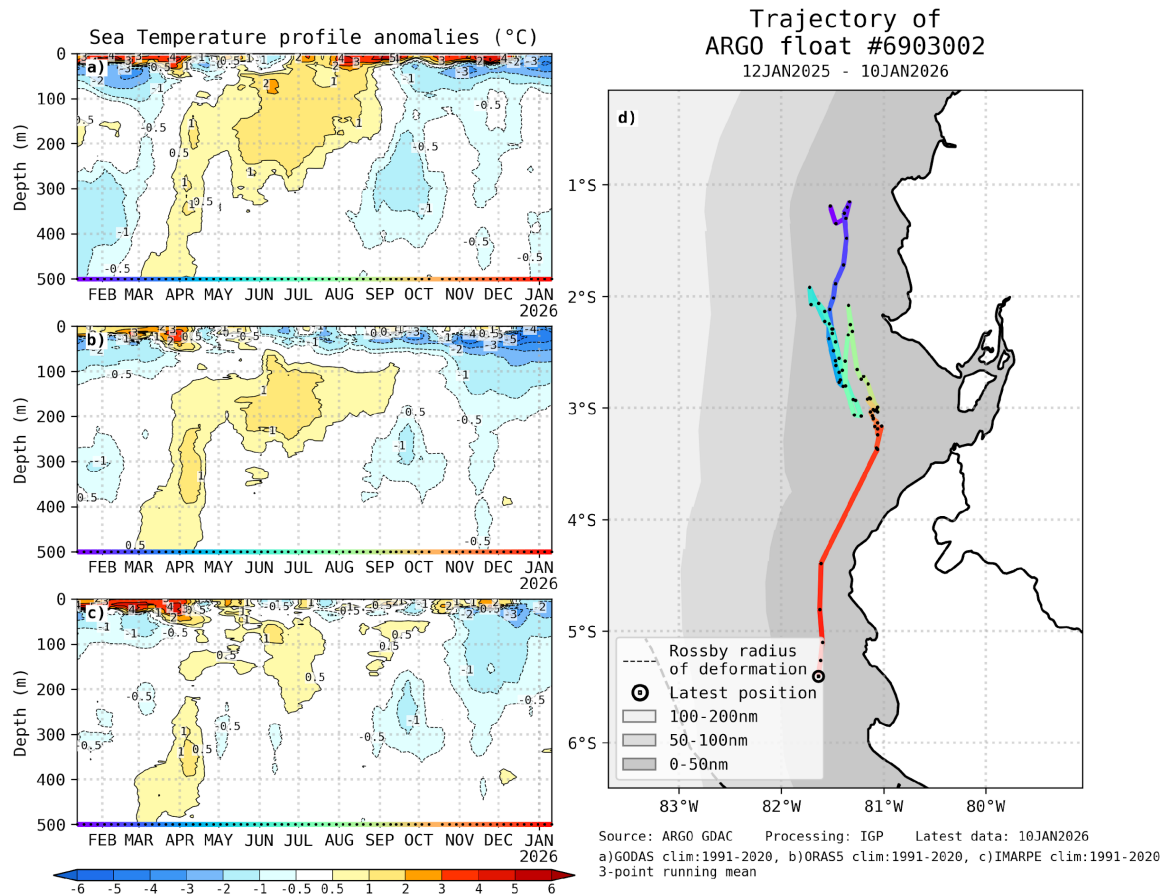 Sea Temperature profile anomalies (°C)
a)
0
100
200
300
400
500
Depth (m)
FEB MAR APR MAY JUN JUL AUG SEP OCT NOV DEC JAN
2026
b)
0
100
200
300
400
500
Depth (m)
FEB MAR APR MAY JUN JUL AUG SEP OCT NOV DEC JAN
2026
c)
0
100
200
300
400
500
Depth (m)
FEB MAR APR MAY JUN JUL AUG SEP OCT NOV DEC JAN
2026
-6 -5 -4 -3 -2 -1 -0.5 0.5 1 2 3 4 5 6
Trajectory of
ARGO float #6903002
12JAN2025 - 10JAN2026
d)
1°S
2°S
3°S
4°S
5°S
6°S
Rossby radius
of deformation
Latest position
100-200nm
50-100nm
0-50nm
83°W 82°W 81°W 80°W
Source: ARGO GDAC Processing: IGP Latest data: 10JAN2026
a)GODAS clim:1991-2020, b)ORAS5 clim:1991-2020, c)IMARPE clim:1991-2020
3-point running mean